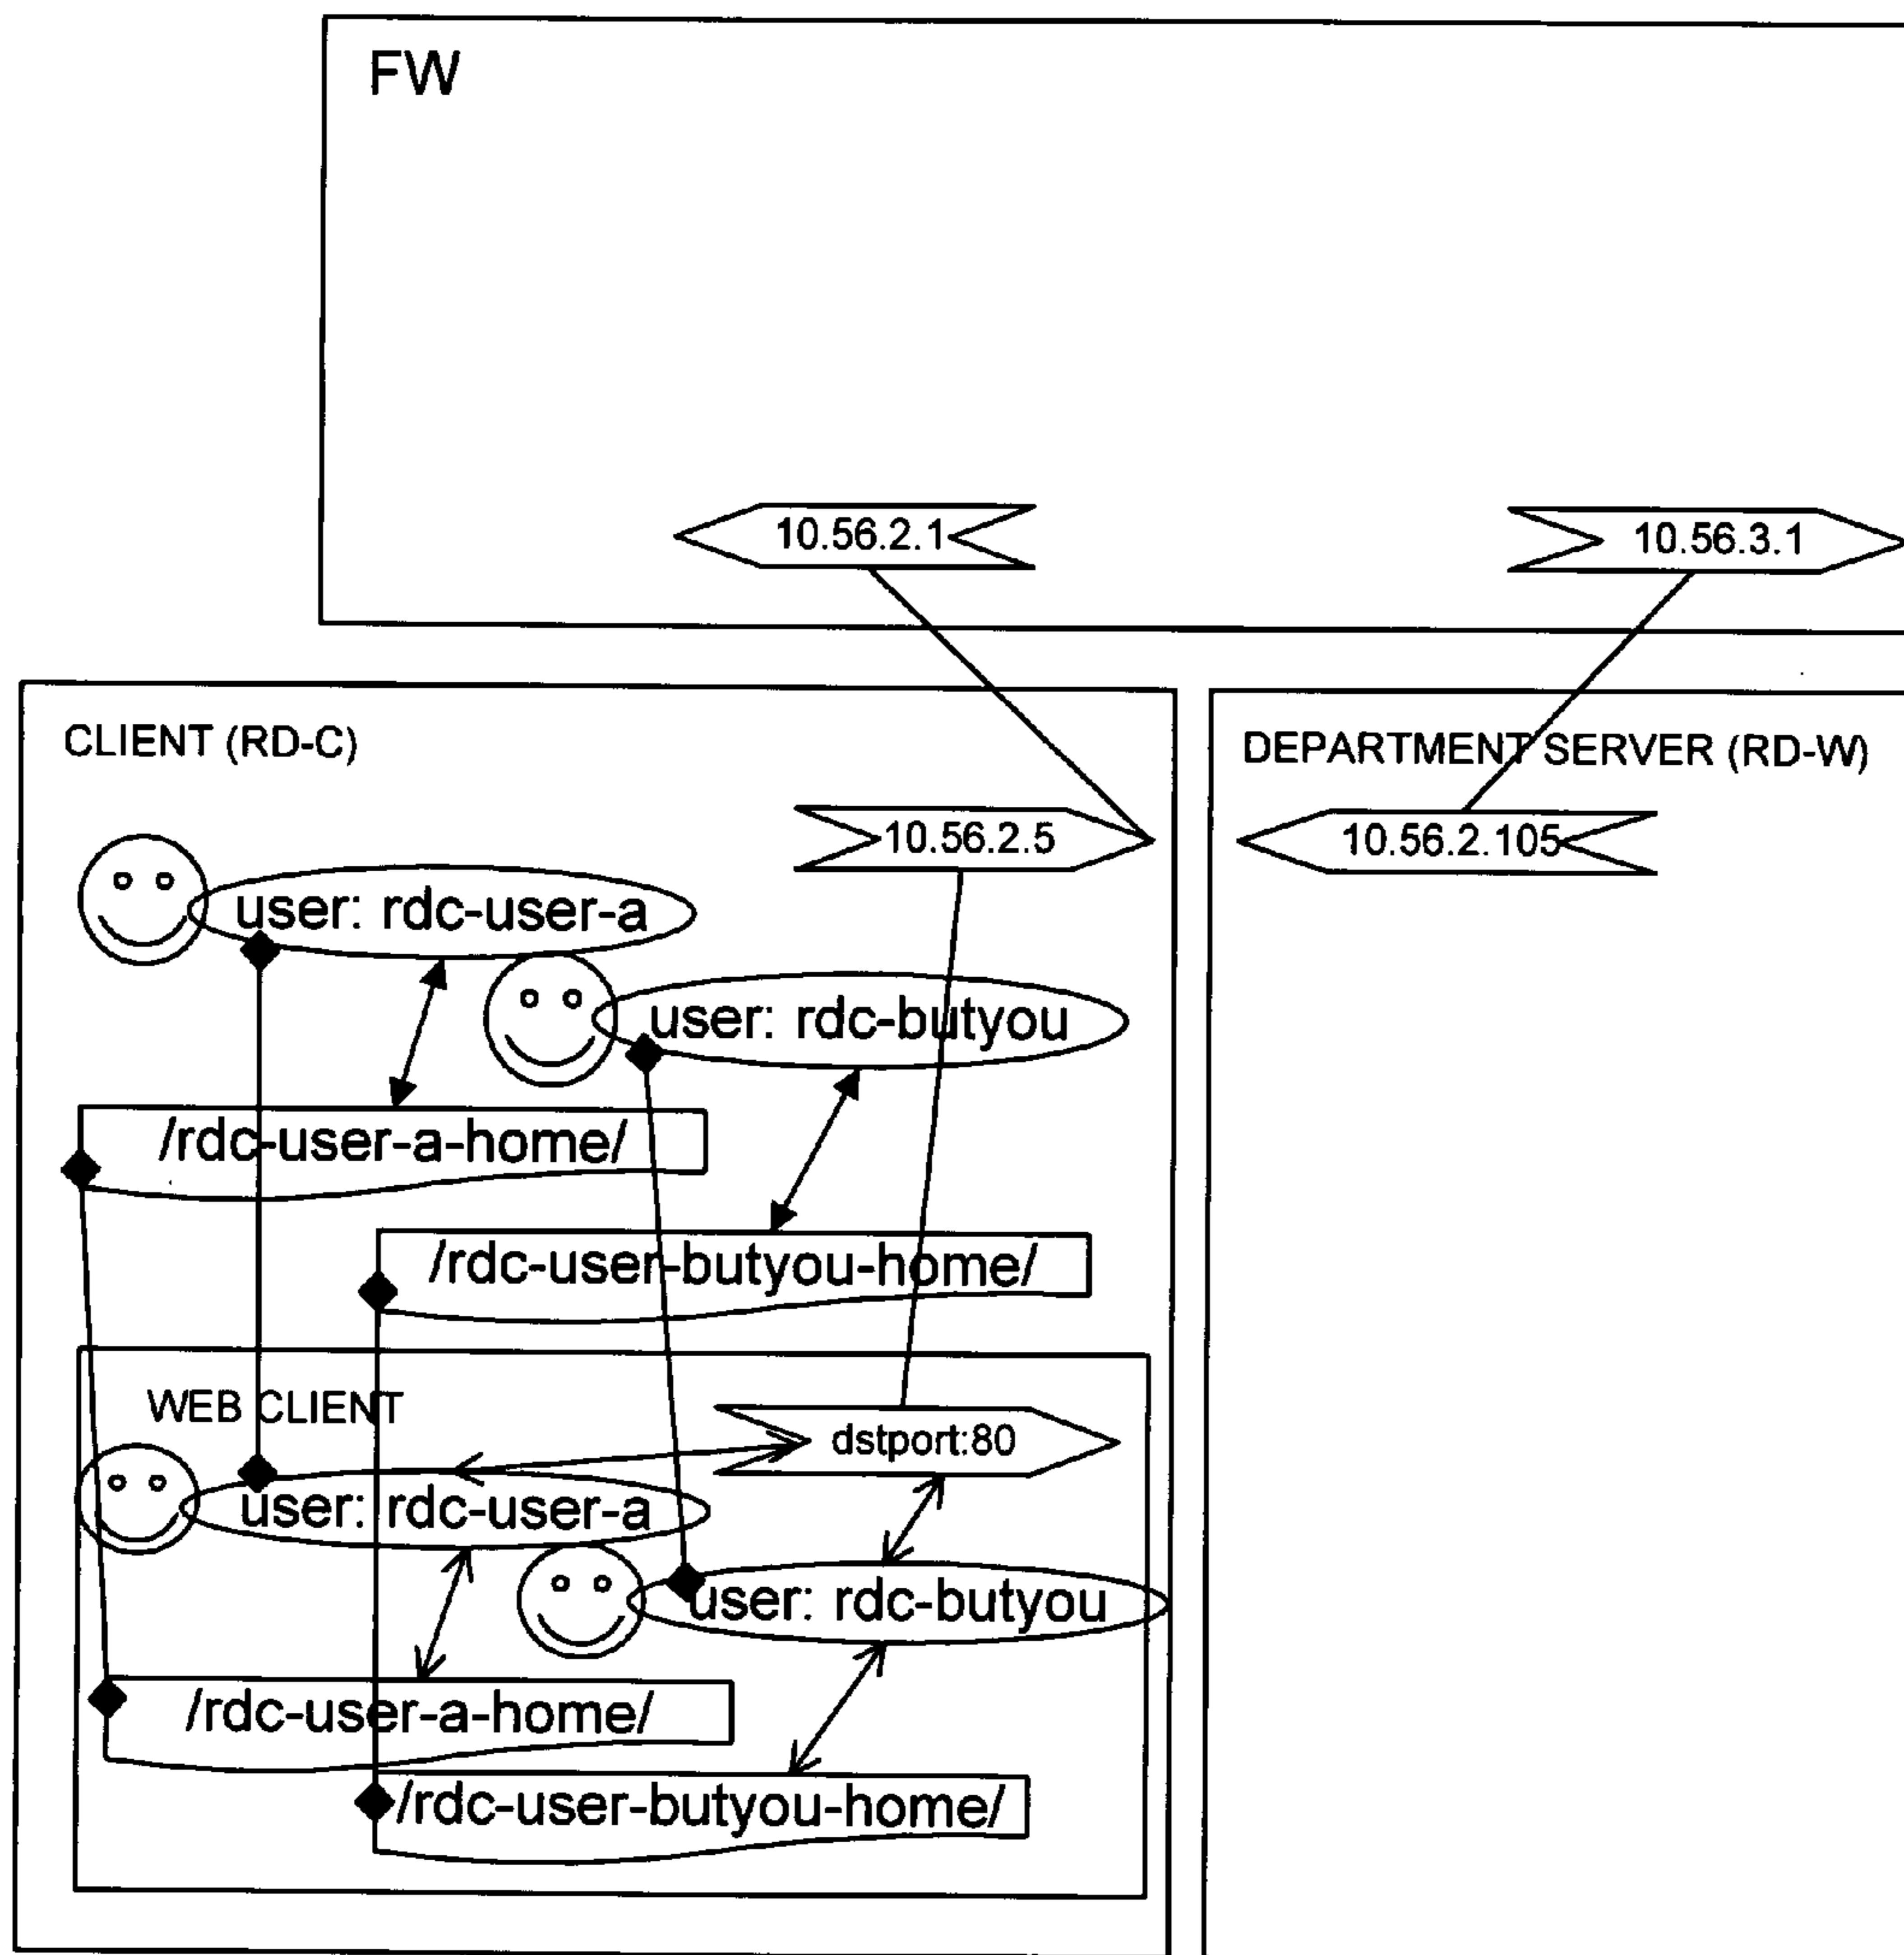 FW
10.56.2.1
10.56.3.1
CLIENT (RD-C)
DEPARTMENT SERVER (RD-W)
10.56.2.5
10.56.2.105
user: rdc-user-a
user: rdc-butyou
/rdc-user-a-home/
/rdc-user-butyou-home/
WEB CLIENT
dstport:80
user: rdc-user-a
user: rdc-butyou
/rdc-user-a-home/
/rdc-user-butyou-home/